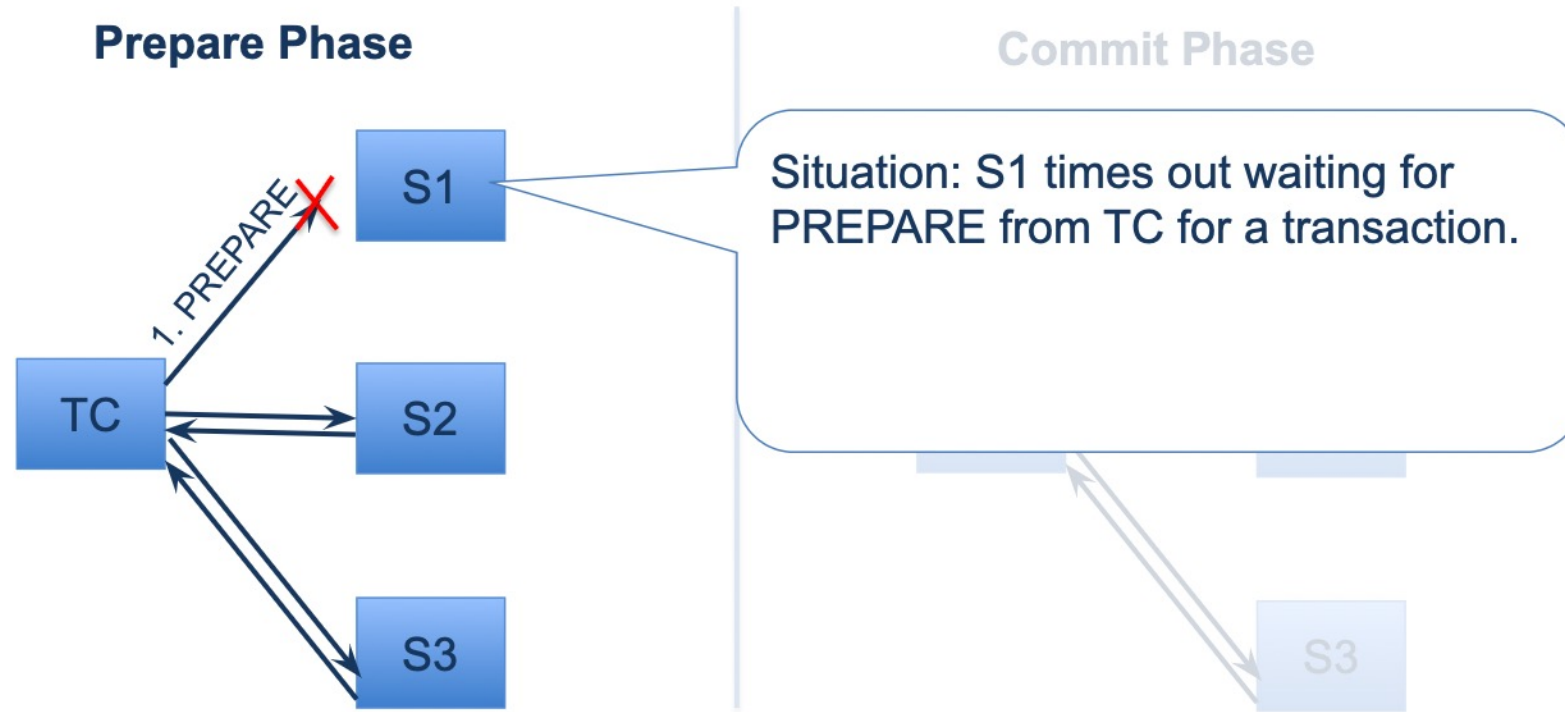 Prepare Phase
Commit Phase
S1
Situation: S1 times out waiting for
PREPARE from TC for a transaction.
1. PREPARE
TC
S2
S3
S3